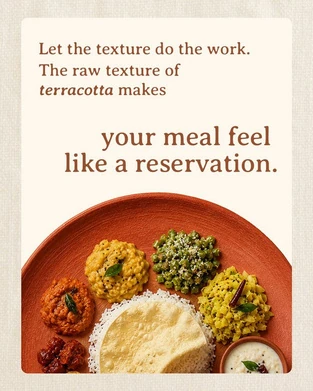 Let the texture do the work.
The raw texture of
terracotta makes
your meal feel
like a reservation.